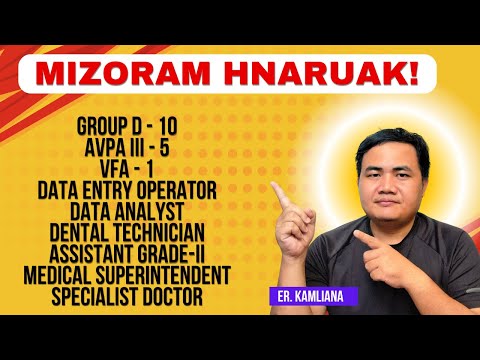 MIZORAM HNARUAK!
GROUP D - 10
AVPA III - 5
VFA - 1
DATA ENTRY OPERATOR
DATA ANALYST
DENTAL TECHNICIAN
ASSISTANT GRADE-II
MEDICAL SUPERINTENDENT
SPECIALIST DOCTOR
ER. KAMLIANA